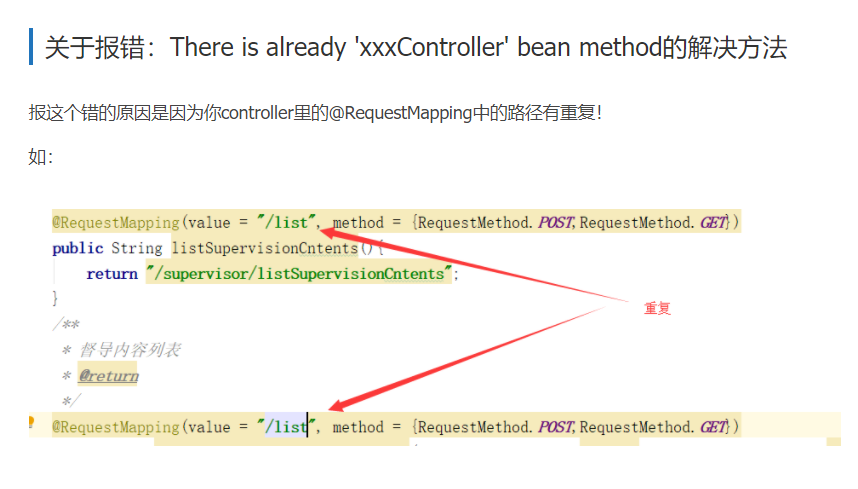 关于报错：There is already 'xxxController' bean method的解决方法
报这个错的原因是因为你controller里的@RequestMapping中的路径有重复！
如：
@RequestMapping(value = "/list", method = {RequestMethod.POST,RequestMethod.GET})
public String listSupervisionCntents(){
return "/supervisor/listSupervisionCntents";
}
重复
/**
* 督导内容列表
* @return
*/
@RequestMapping(value = "/list", method = {RequestMethod.POST,RequestMethod.GET})